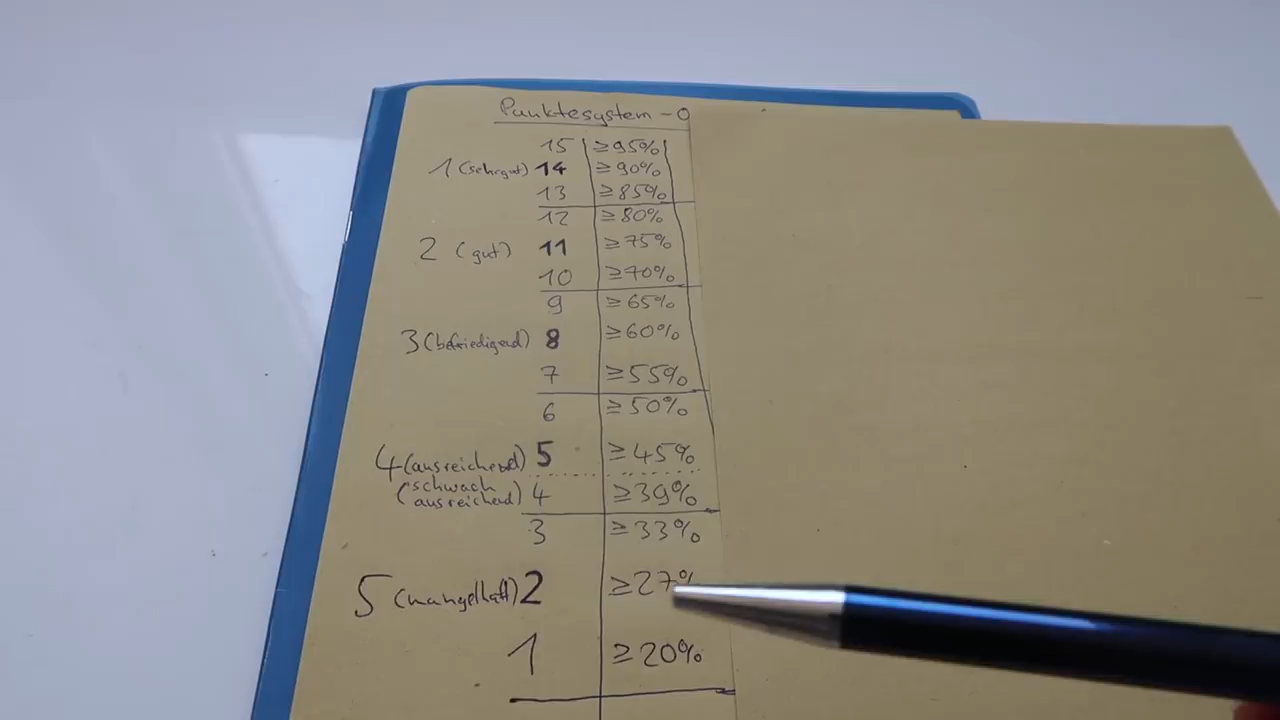 Punktesystem - O
15 ≥95%
1 (sehr gut) 14 ≥90%
13 ≥85%
12 ≥80%
2 (gut) 11 ≥75%
10 ≥70%
9 ≥65%
3 (befriedigend) 8 ≥60%
7 ≥55%
6 ≥50%
4 (ausreichend) 5 ≥45%
(schwach
ausreichend) 4 ≥39%
3 ≥33%
5 (mangelhaft) 2 ≥27%
1 ≥20%